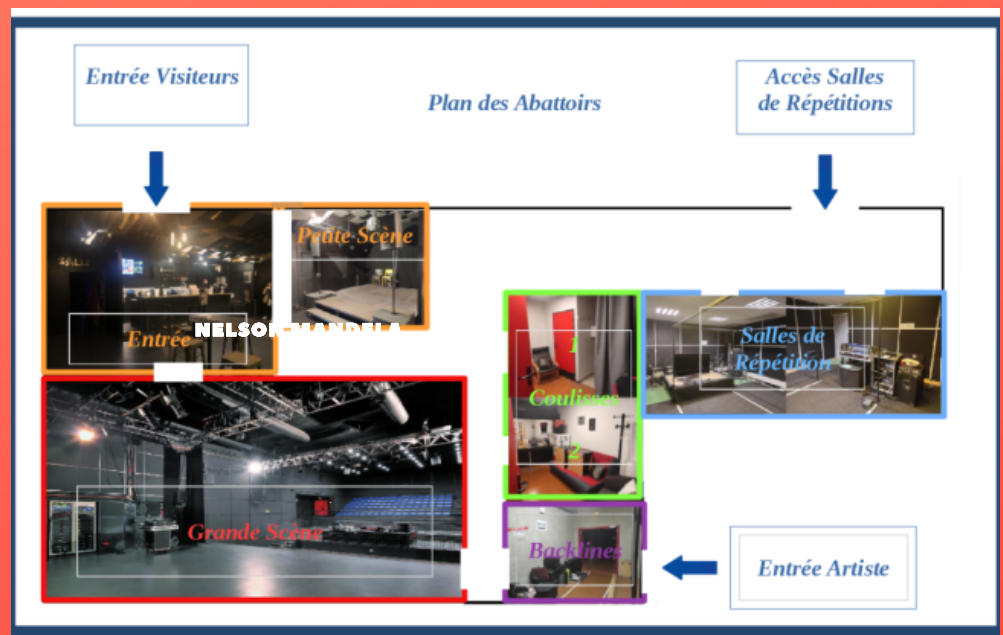 Entrée Visiteurs
Plan des Abattoirs
Accès Salles
de Répétitions
Petite Scène
NELSON MANDELA
Entrée
1
Coulisses
2
Salles de
Répétition
Grande Scène
Backlines
Entrée Artiste